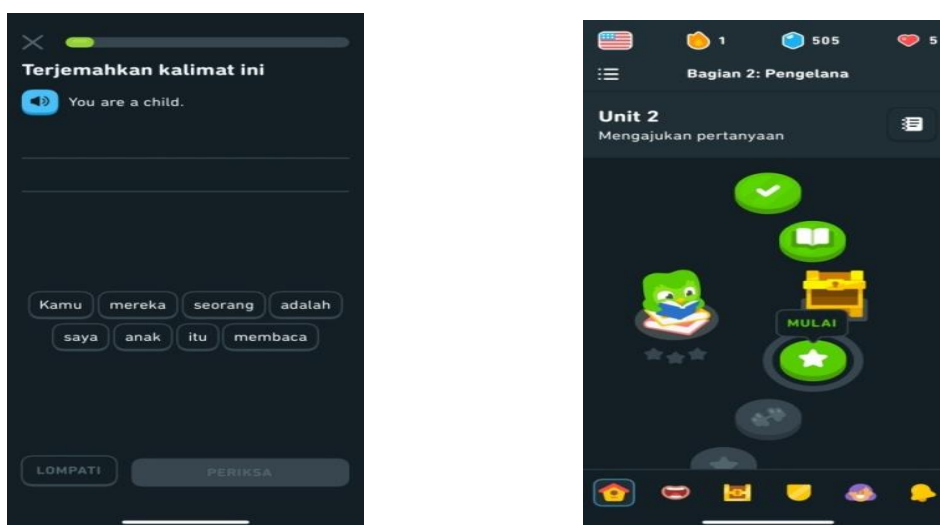 Terjemahkan kalimat ini
You are a child.
Kamu mereka seorang adalah
saya anak itu membaca
LOMPATI PERIKSA
1 505 5
Bagian 2: Pengelana
Unit 2
Mengajukan pertanyaan
MULAI